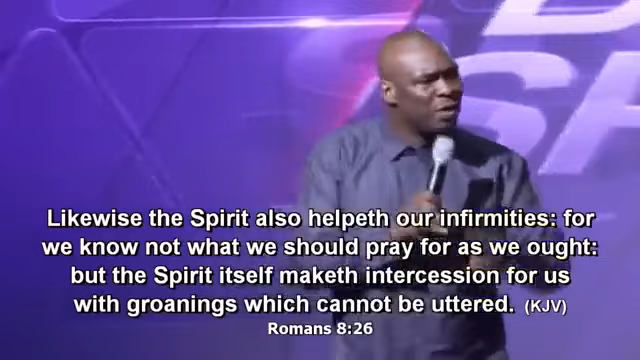 Likewise the Spirit also helpeth our infirmities: for
we know not what we should pray for as we ought:
but the Spirit itself maketh intercession for us
with groanings which cannot be uttered. (KJV)
Romans 8:26